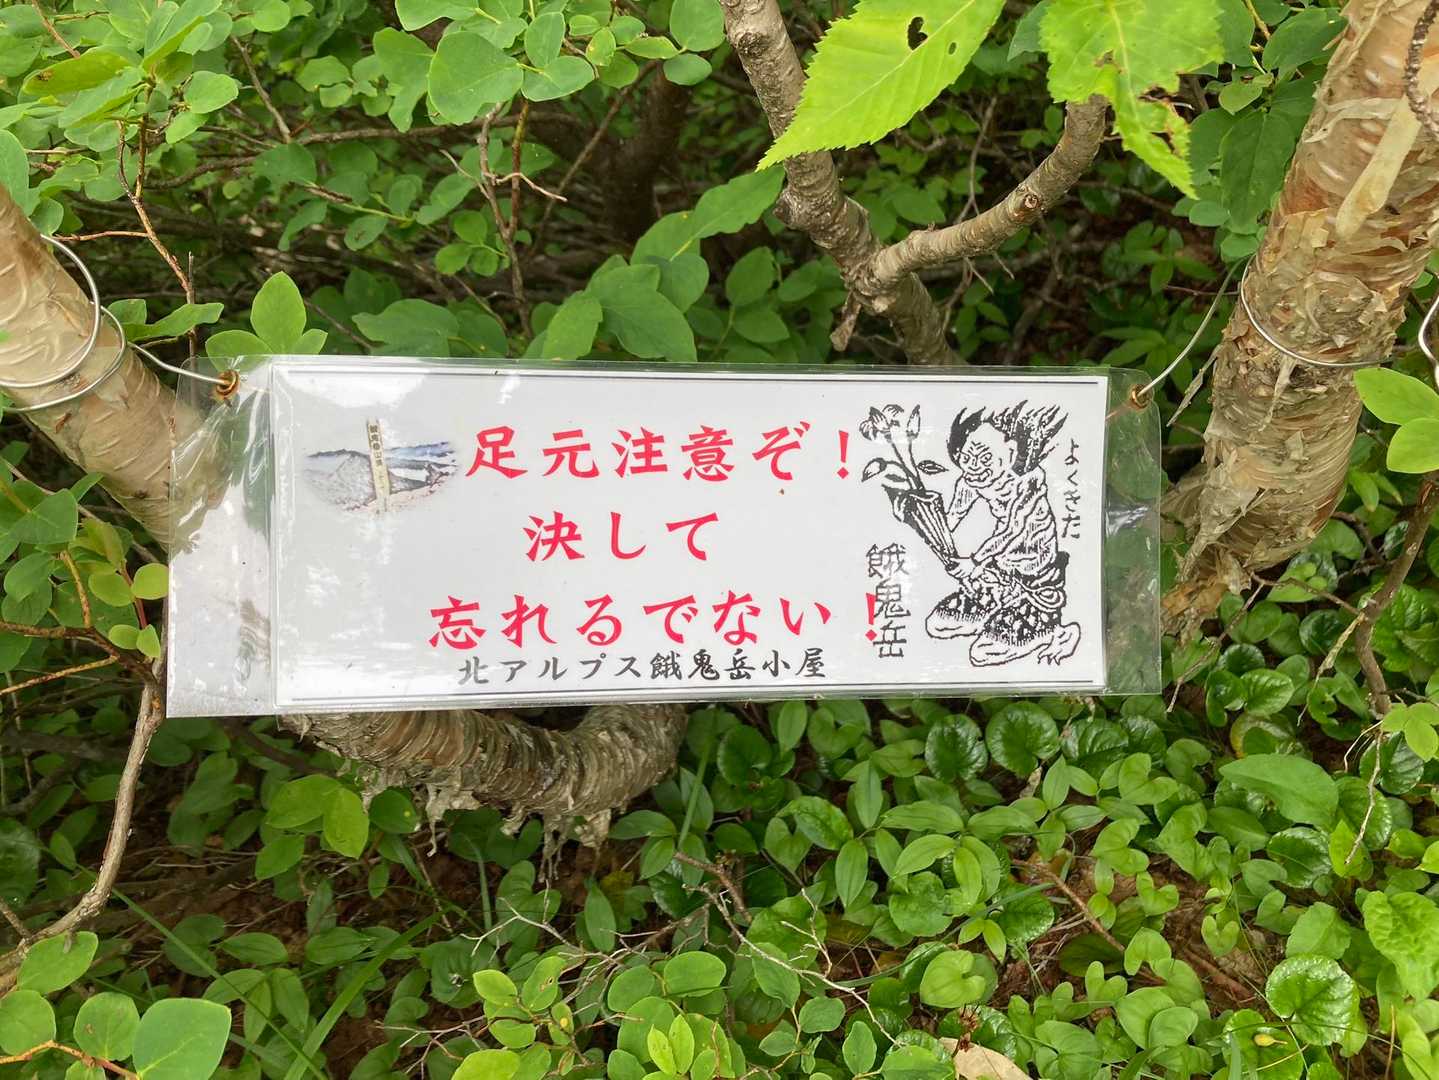 足元注意ぞ！
決して
忘れるでない！
北アルプス餓鬼岳小屋
よくきた
餓鬼岳